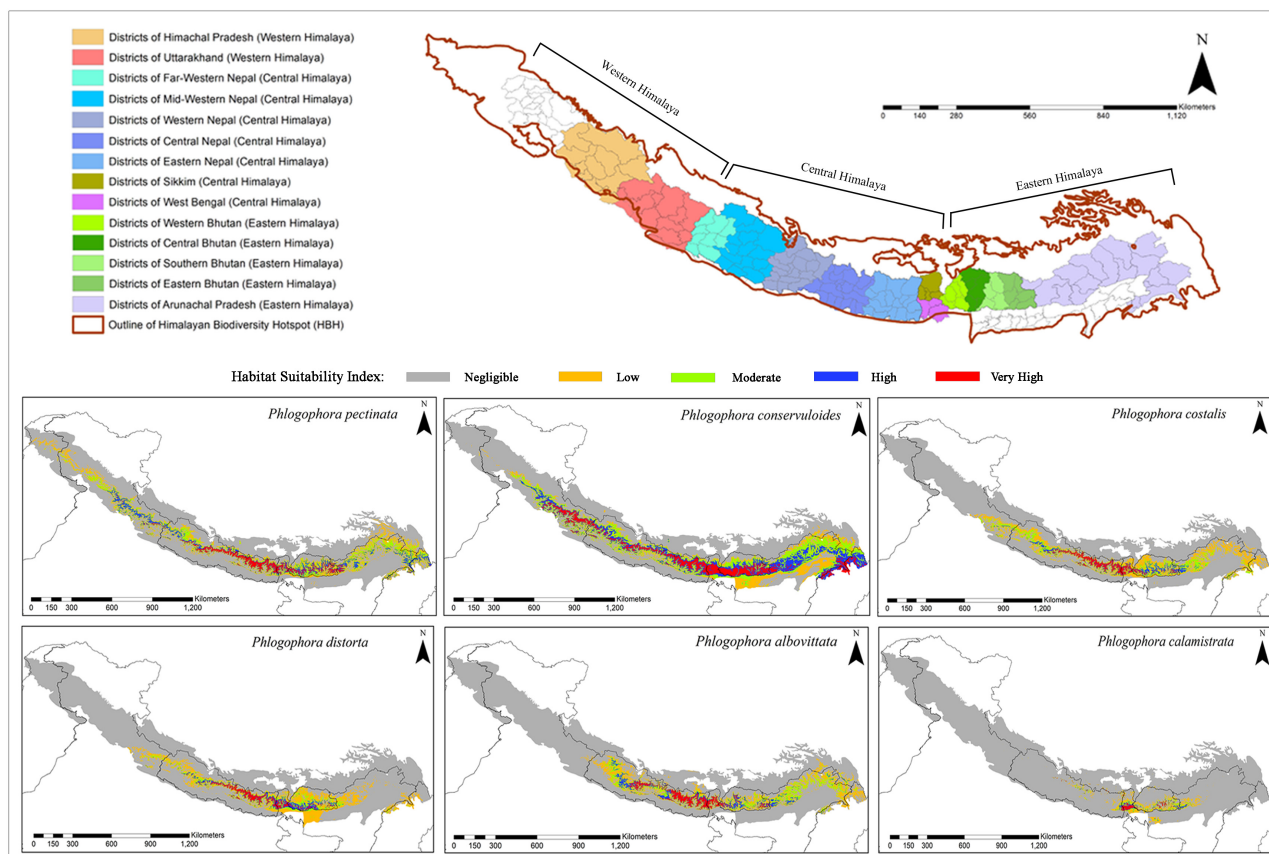 Districts of Himachal Pradesh (Western Himalaya)
Districts of Uttarakhand (Western Himalaya)
Districts of Far-Western Nepal (Central Himalaya)
Districts of Mid-Western Nepal (Central Himalaya)
Districts of Western Nepal (Central Himalaya)
Districts of Central Nepal (Central Himalaya)
Districts of Eastern Nepal (Central Himalaya)
Districts of Sikkim (Central Himalaya)
Districts of West Bengal (Central Himalaya)
Districts of Western Bhutan (Eastern Himalaya)
Districts of Central Bhutan (Eastern Himalaya)
Districts of Southern Bhutan (Eastern Himalaya)
Districts of Eastern Bhutan (Eastern Himalaya)
Districts of Arunachal Pradesh (Eastern Himalaya)
Outline of Himalayan Biodiversity Hotspot (HBH)
Western Himalaya
Central Himalaya
Eastern Himalaya
N
Kilometers
0 140 280 560 840 1,120
Habitat Suitability Index: Negligible Low Moderate High Very High
Phlogophora pectinata
N
Kilometers
0 150 300 600 900 1,200
Phlogophora conservuloides
N
Kilometers
0 150 300 600 900 1,200
Phlogophora costalis
N
Kilometers
0 150 300 600 900 1,200
Phlogophora distorta
N
Kilometers
0 150 300 600 900 1,200
Phlogophora albovittata
N
Kilometers
0 150 300 600 900 1,200
Phlogophora calamistrata
N
Kilometers
0 150 300 600 900 1,200